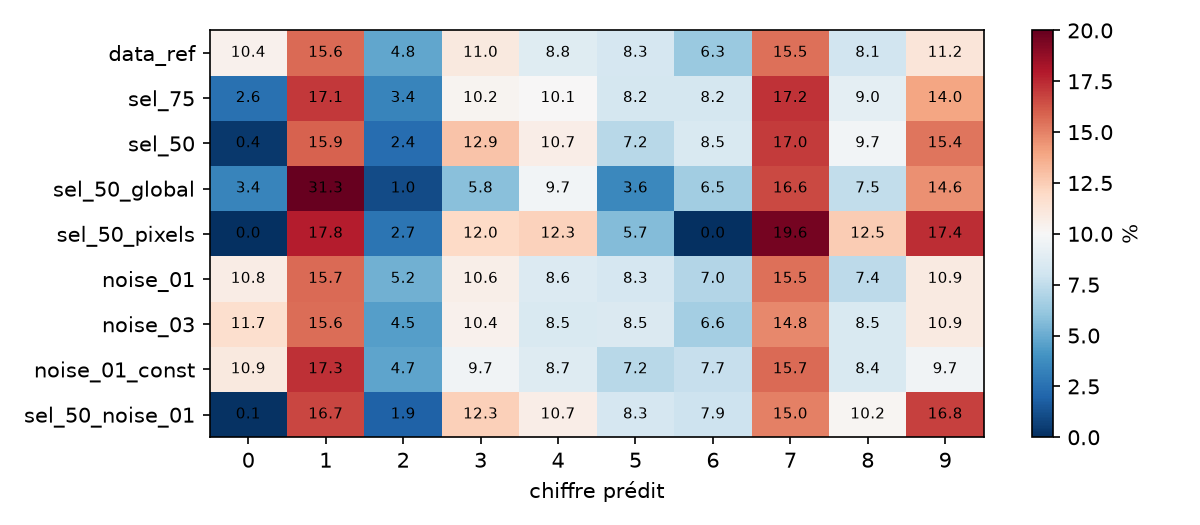 data_ref 10.4 15.6 4.8 11.0 8.8 8.3 6.3 15.5 8.1 11.2
sel_75 2.6 17.1 3.4 10.2 10.1 8.2 8.2 17.2 9.0 14.0
sel_50 0.4 15.9 2.4 12.9 10.7 7.2 8.5 17.0 9.7 15.4
sel_50_global 3.4 31.3 1.0 5.8 9.7 3.6 6.5 16.6 7.5 14.6
sel_50_pixels 0.0 17.8 2.7 12.0 12.3 5.7 0.0 19.6 12.5 17.4
noise_01 10.8 15.7 5.2 10.6 8.6 8.3 7.0 15.5 7.4 10.9
noise_03 11.7 15.6 4.5 10.4 8.5 8.5 6.6 14.8 8.5 10.9
noise_01_const 10.9 17.3 4.7 9.7 8.7 7.2 7.7 15.7 8.4 9.7
sel_50_noise_01 0.1 16.7 1.9 12.3 10.7 8.3 7.9 15.0 10.2 16.8
0 1 2 3 4 5 6 7 8 9
chiffre prédit
20.0
17.5
15.0
12.5
10.0
7.5
5.0
2.5
0.0
%